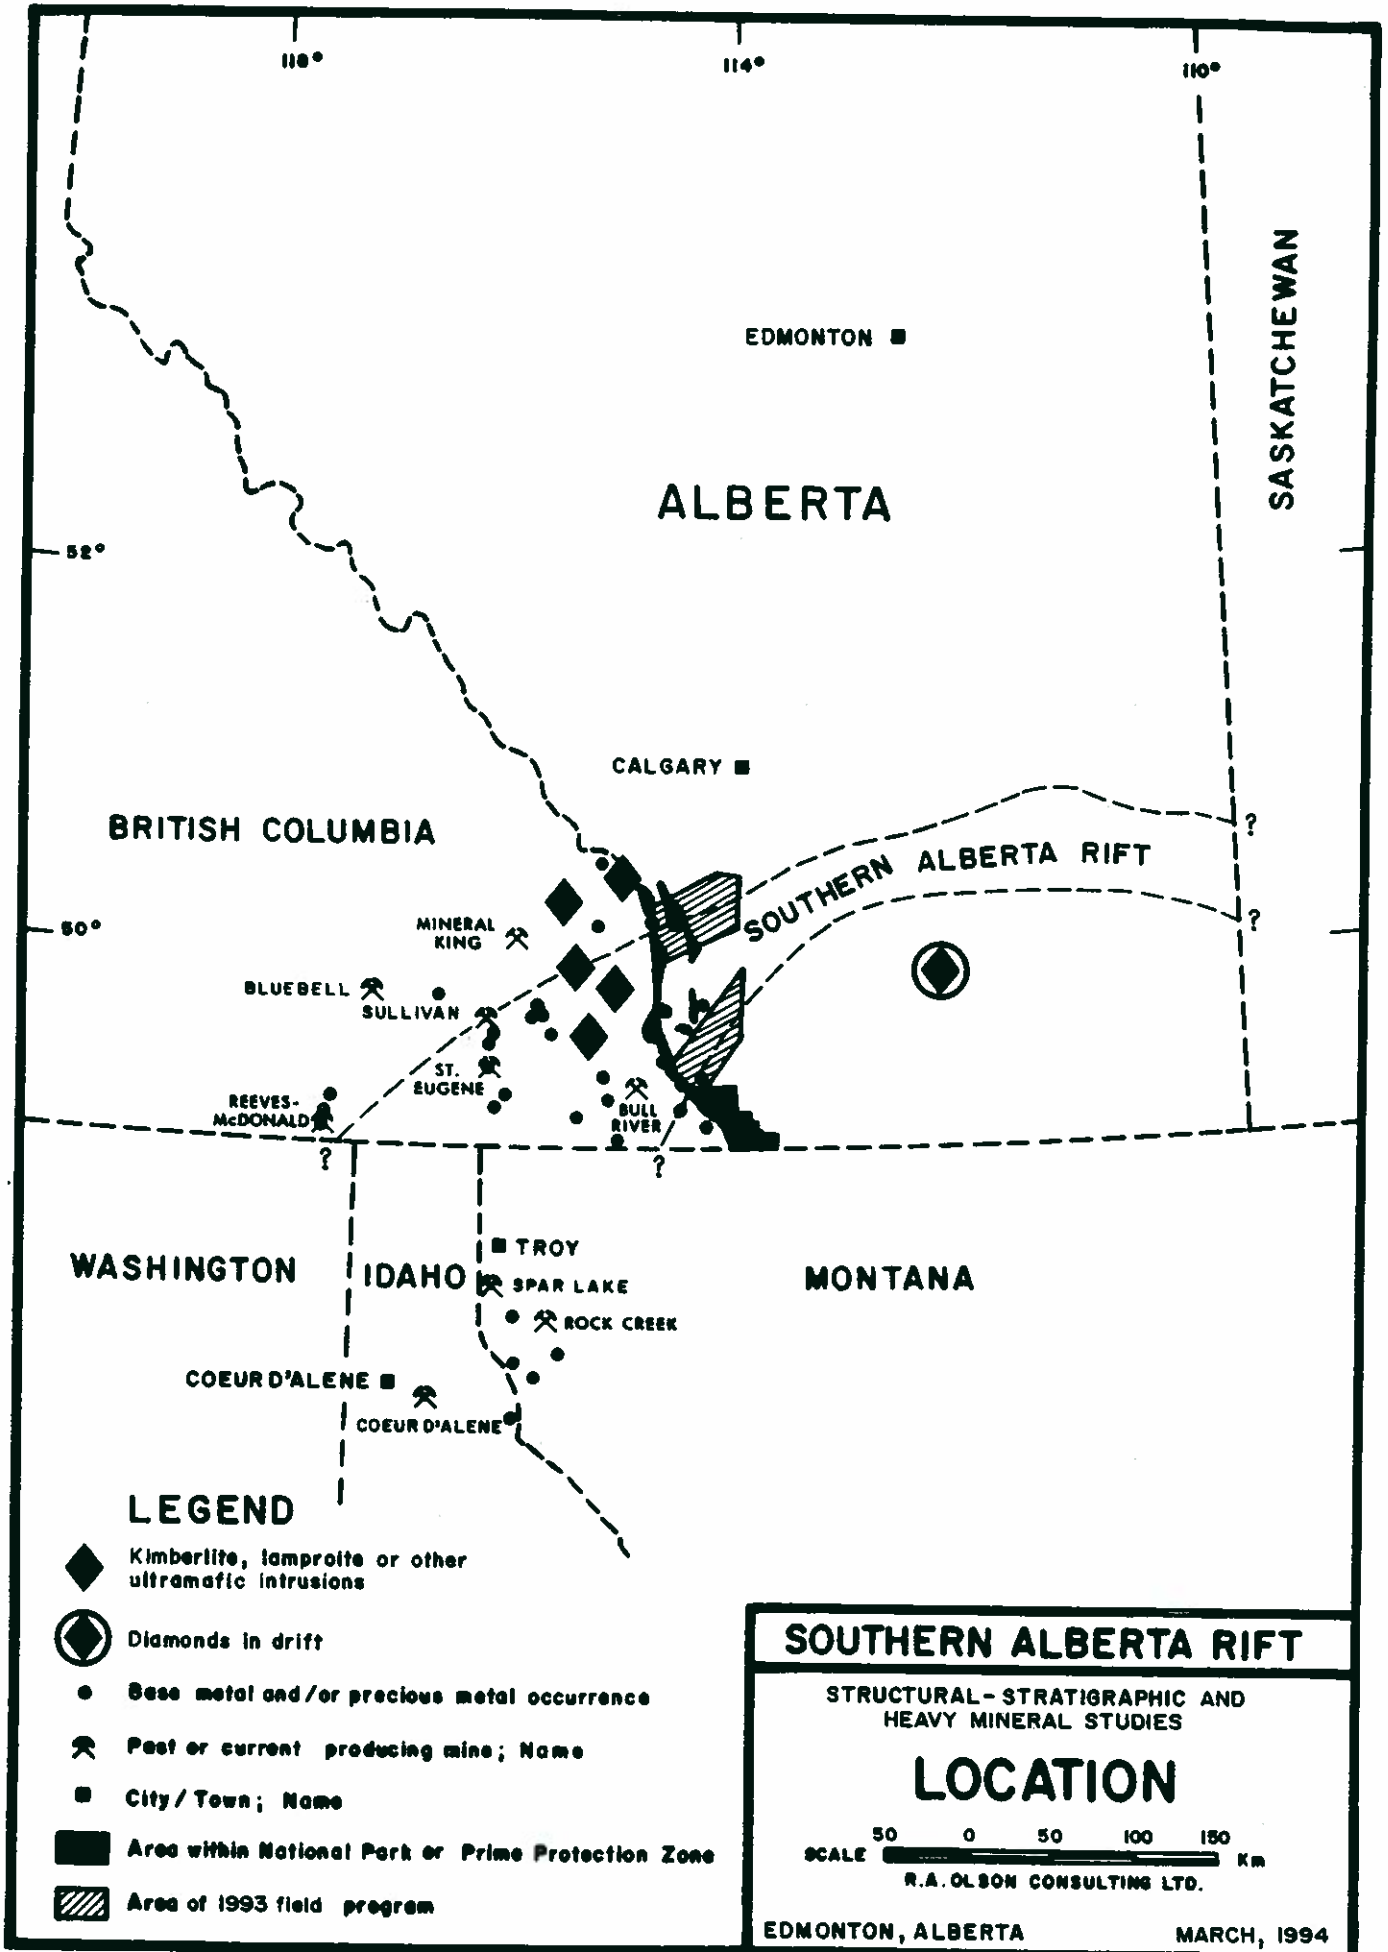 118°
114°
110°
SASKATCHEWAN
EDMONTON
ALBERTA
52°
CALGARY
BRITISH COLUMBIA
?
SOUTHERN ALBERTA RIFT
?
50°
MINERAL
KING
BLUEBELL
SULLIVAN
ST.
EUGENE
REEVES-
McDONALD
BULL
RIVER
?
?
WASHINGTON
IDAHO
MONTANA
TROY
SPAR LAKE
ROCK CREEK
COEUR D'ALENE
COEUR D'ALENE
LEGEND
Kimberlite, lamproite or other
ultramafic intrusions
Diamonds in drift
Base metal and/or precious metal occurrence
Past or current producing mine; Name
City/Town; Name
Area within National Park or Prime Protection Zone
Area of 1993 field program
SOUTHERN ALBERTA RIFT
STRUCTURAL-STRATIGRAPHIC AND
HEAVY MINERAL STUDIES
LOCATION
50 0 50 100 150
SCALE Km
R.A. OLSON CONSULTING LTD.
EDMONTON, ALBERTA MARCH, 1994